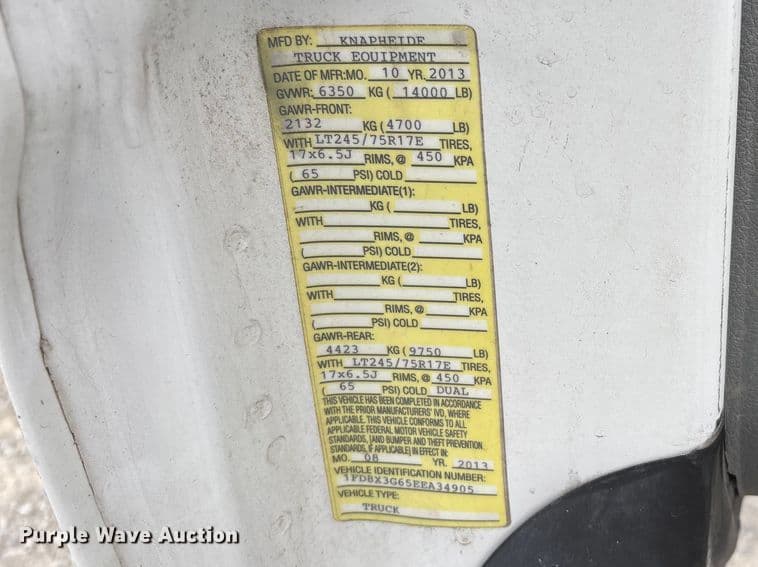 MFD BY: KNAPHEIDE
TRUCK EQUIPMENT
DATE OF MFR:MO. 10 YR. 2013
GVWR: 6350 KG ( 14000 LB)
GAWR-FRONT:
2132 KG ( 4700 LB)
WITH LT245/75R17E TIRES,
17x6.5J RIMS, @ 450 KPA
( 65 PSI) COLD
GAWR-INTERMEDIATE(1):
KG ( LB)
WITH TIRES,
RIMS, @ KPA
( PSI) COLD
GAWR-INTERMEDIATE(2):
KG ( LB)
WITH TIRES,
RIMS, @ KPA
( PSI) COLD
GAWR-REAR:
4423 KG ( 9750 LB)
WITH LT245/75R17E TIRES,
17x6.5J RIMS, @ 450 KPA
( 65 PSI) COLD DUAL
THIS VEHICLE HAS BEEN COMPLETED IN ACCORDANCE
WITH THE PRIOR MANUFACTURERS' IVD, WHERE
APPLICABLE. THIS VEHICLE CONFORMS TO ALL
APPLICABLE FEDERAL MOTOR VEHICLE SAFETY
STANDARDS, [AND BUMPER AND THEFT PREVENTION
STANDARDS, IF APPLICABLE] IN EFFECT IN:
MO. 08 YR. 2013
VEHICLE IDENTIFICATION NUMBER:
1FDBX3G65EEA34905
VEHICLE TYPE:
TRUCK
Purple Wave Auction